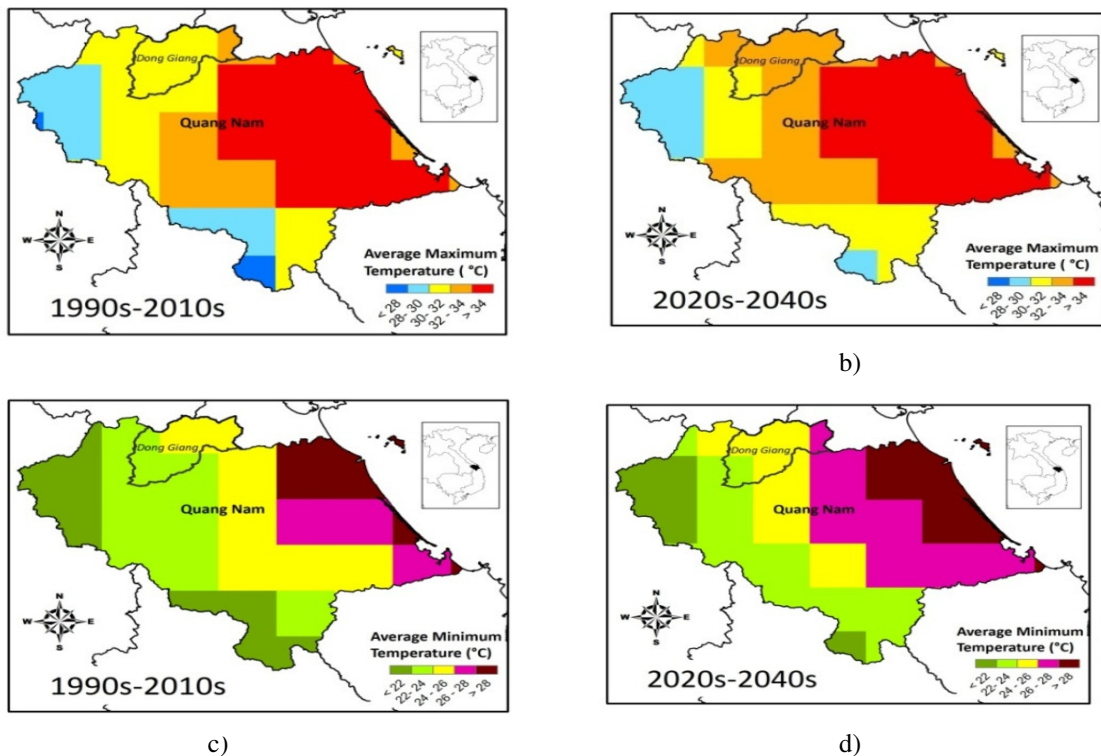 Dong Giang
Quang Nam
N
W E
S
Average Maximum
Temperature ( °C)
< 28
28- 30
30- 32
32 - 34
> 34
1990s-2010s
Dong Giang
Quang Nam
N
W E
S
Average Maximum
Temperature (°C)
< 28
28- 30
30- 32
32 - 34
> 34
2020s-2040s
b)
Dong Giang
Quang Nam
N
W E
S
Average Minimum
Temperature (°C)
< 22
22- 24
24 - 26
26 - 28
> 28
1990s-2010s
c)
Dong Giang
Quang Nam
N
W E
S
Average Minimum
Temperature (°C)
< 22
22- 24
24 - 26
26 - 28
> 28
2020s-2040s
d)